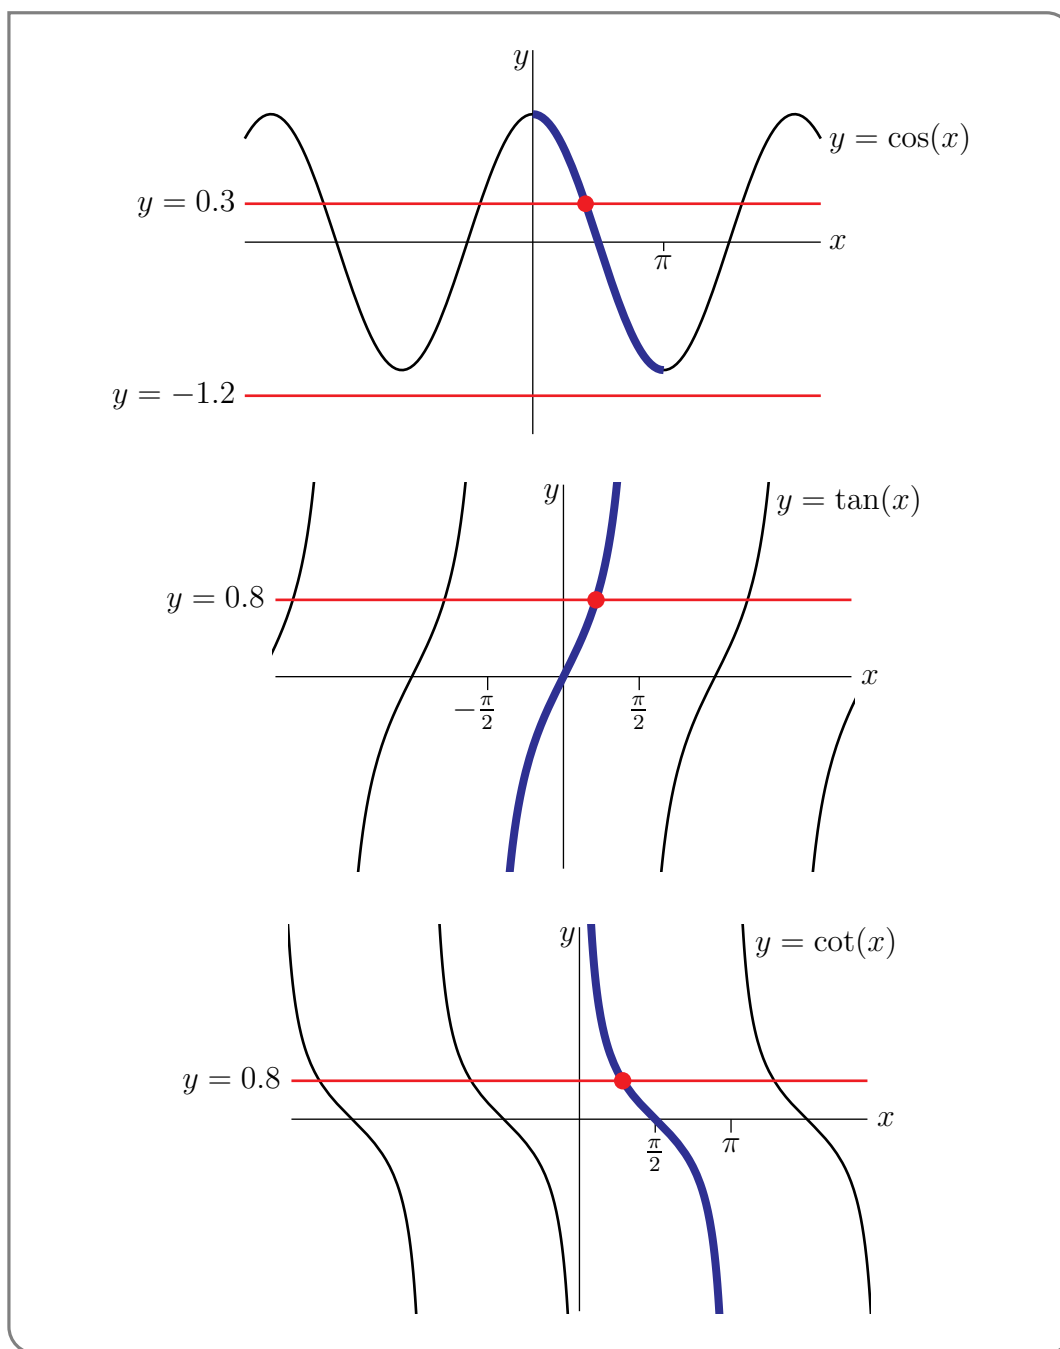 y
y = cos(x)
y = 0.3
x
π
y = −1.2
y
y = tan(x)
y = 0.8
x
−π/2
π/2
y
y = cot(x)
y = 0.8
x
π/2
π